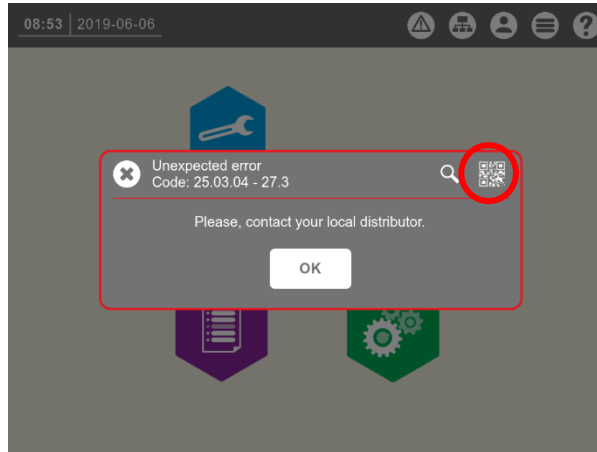 08:53 2019-06-06
?
Unexpected error
Code: 25.03.04 - 27.3
Please, contact your local distributor.
OK